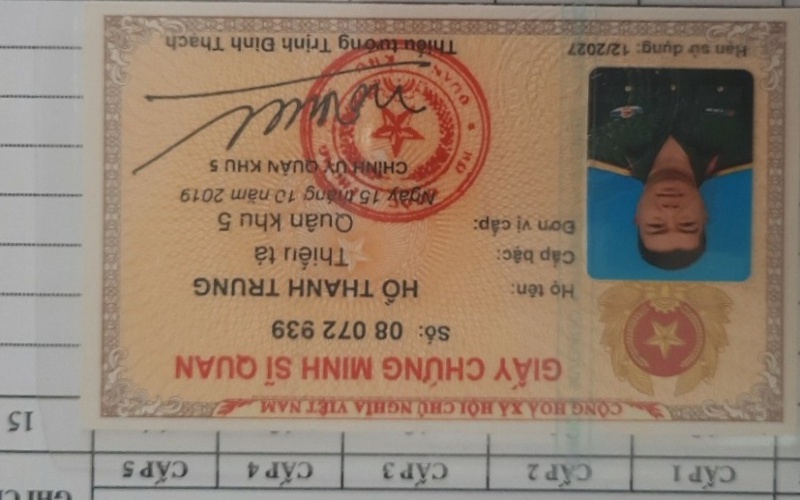 CỘNG HOÀ XÃ HỘI CHỦ NGHĨA VIỆT NAM
GIẤY CHỨNG MINH SĨ QUAN
Số: 08 072 939
Họ tên: HỒ THANH TRUNG
Cấp bậc: Thiếu tá
Đơn vị cấp: Quân khu 5
Ngày 15 tháng 10 năm 2019
CHÍNH ỦY QUÂN KHU 5
Hạn sử dụng: 12/2027
Thiếu tướng Trịnh Đình Thạch
CẤP 1
CẤP 2
CẤP 3
CẤP 4
CẤP 5
15